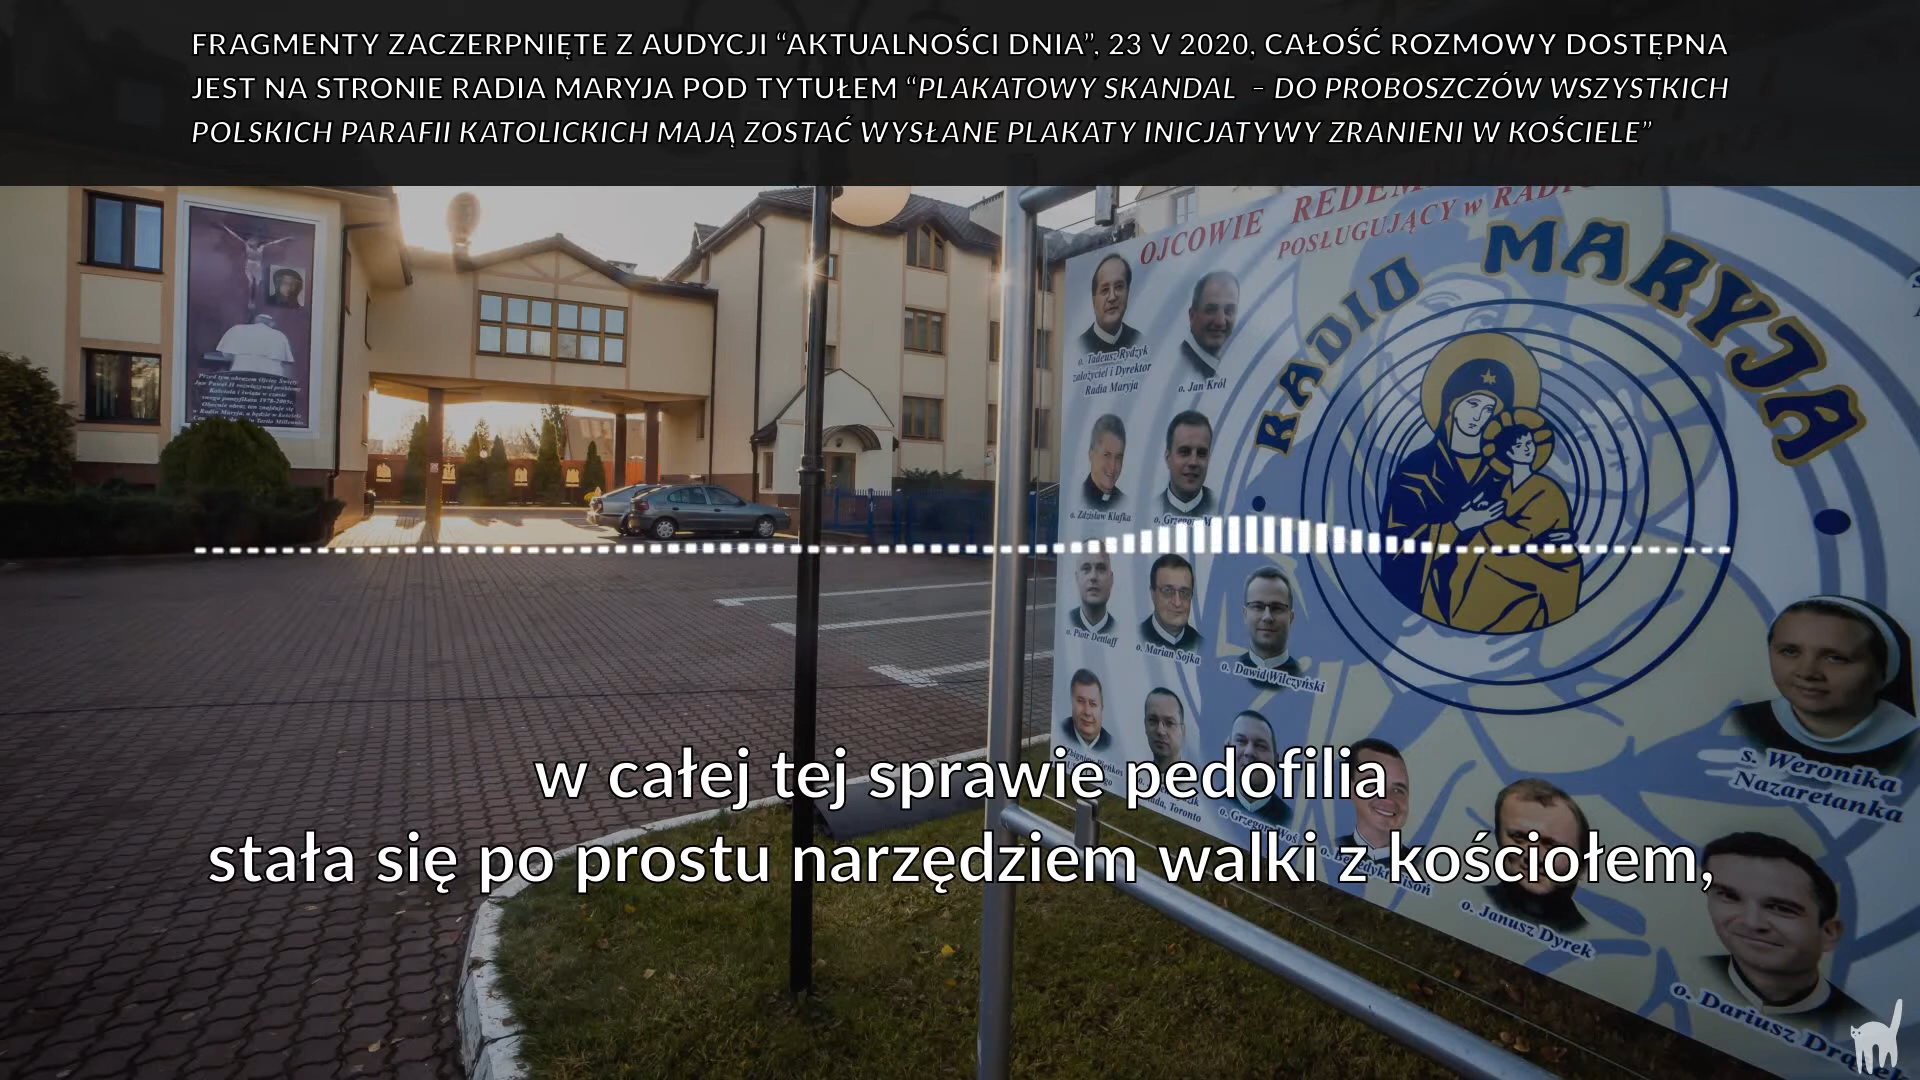 FRAGMENTY ZACZERPNIĘTE Z AUDYCJI “AKTUALNOŚCI DNIA”, 23 V 2020, CAŁOŚĆ ROZMOWY DOSTĘPNA
JEST NA STRONIE RADIA MARYJA POD TYTUŁEM “PLAKATOWY SKANDAL - DO PROBOSZCZÓW WSZYSTKICH
POLSKICH PARAFII KATOLICKICH MAJĄ ZOSTAĆ WYSŁANE PLAKATY INICJATYWY ZRANIENI W KOŚCIELE”
OJCOWIE
POSŁUGUJĄCY w
RADIO MARYJA
o. Tadeusz Rydzyk
założyciel i Dyrektor
Radia Maryja
o. Jan Król
o. Zdzisław Klafka
o. Piotr Dettlaff
o. Marian Sojka
o. Dawid Wilczyński
s. Weronika
Nazaretanka
Toronto
o. Grzegorz Woś
o. Janusz Dyrek
o. Dariusz
w całej tej sprawie pedofilia
stała się po prostu narzędziem walki z kościołem,